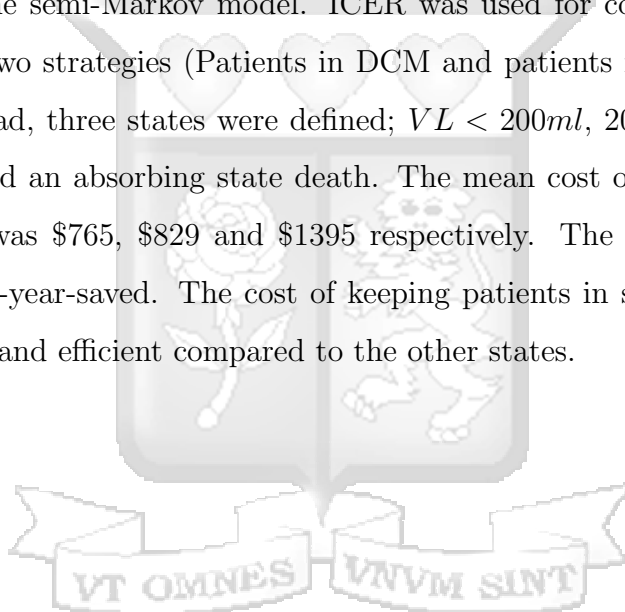 e semi-Markov model. ICER was used for co
wo strategies (Patients in DCM and patients
ad, three states were defined; VL < 200ml, 20
d an absorbing state death. The mean cost o
was $765, $829 and $1395 respectively. The
-year-saved. The cost of keeping patients in s
and efficient compared to the other states.
VT OMNES VNVM SINT